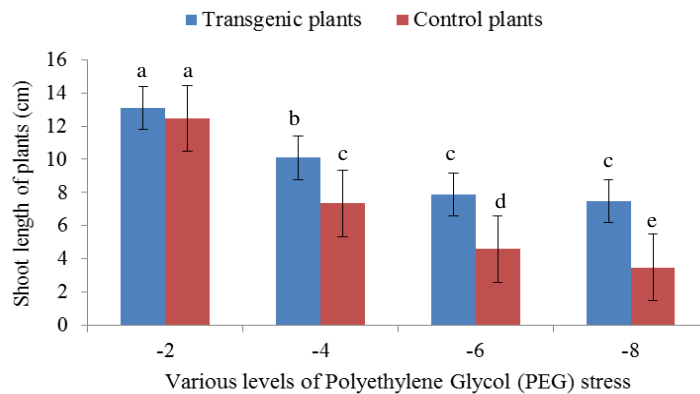 Transgenic plants Control plants
Shoot length of plants (cm)
16
14
12
10
8
6
4
2
0
a a
b c
c d
c e
-2 -4 -6 -8
Various levels of Polyethylene Glycol (PEG) stress